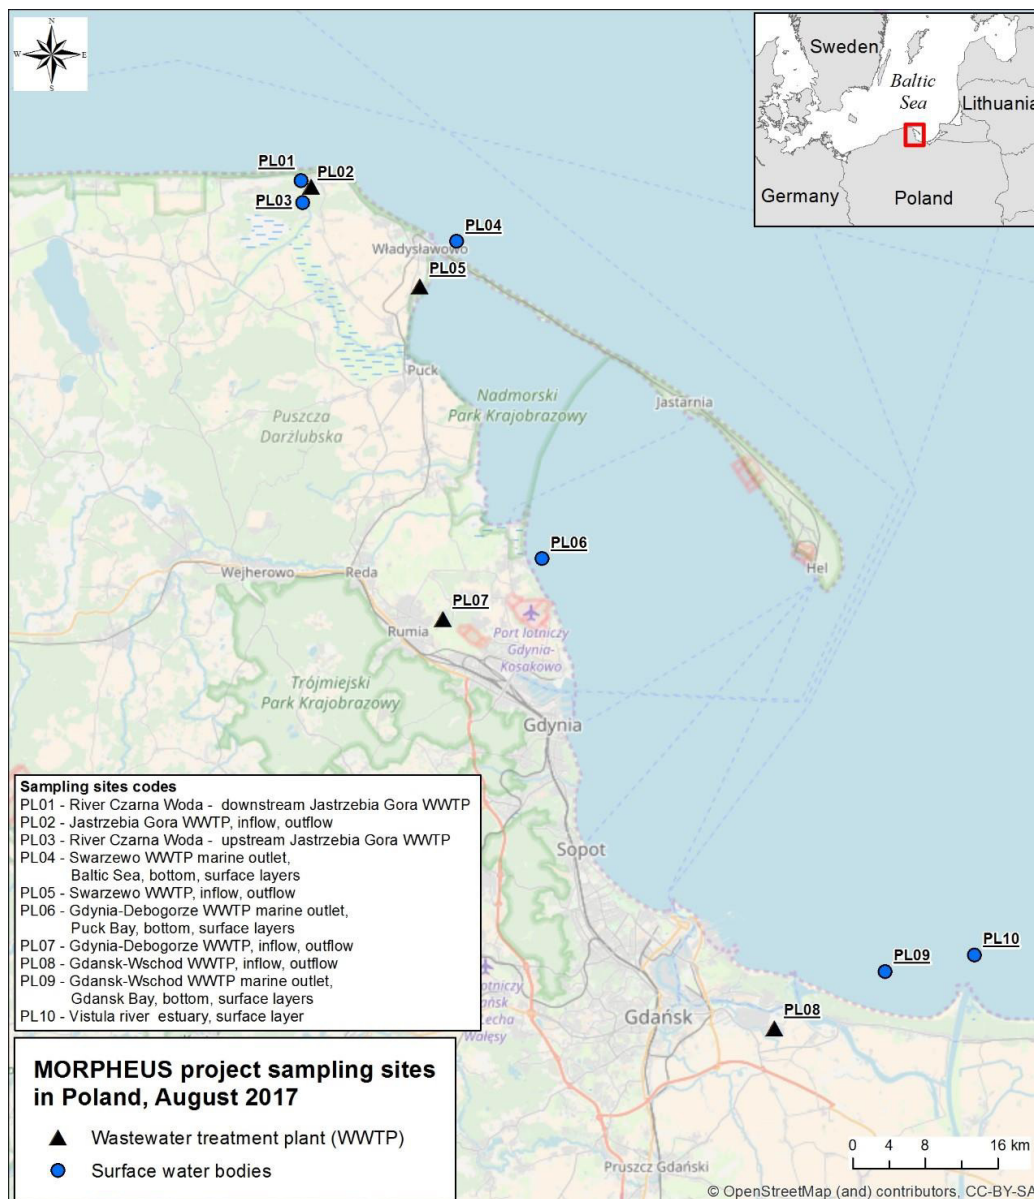 N
W
E
S
Sweden
Baltic
Sea
Lithuania
Germany
Poland
PL01
PL02
PL03
PL04
Władysławowo
PL05
Puck
Nadmorski
Park Krajobrazowy
Jastarnia
Puszcza
Darżlubska
PL06
Hel
Wejherowo
Reda
PL07
Rumia
Port lotniczy
Gdynia-
Kosakowo
Trójmiejski
Park Krajobrazowy
Gdynia
Sopot
PL09
PL10
PL08
Gdańsk
lotniczy
Lecha
Wałęsy
Pruszcz Gdański
Sampling sites codes
PL01 - River Czarna Woda - downstream Jastrzebia Gora WWTP
PL02 - Jastrzebia Gora WWTP, inflow, outflow
PL03 - River Czarna Woda - upstream Jastrzebia Gora WWTP
PL04 - Swarzewo WWTP marine outlet,
Baltic Sea, bottom, surface layers
PL05 - Swarzewo WWTP, inflow, outflow
PL06 - Gdynia-Debogorze WWTP marine outlet,
Puck Bay, bottom, surface layers
PL07 - Gdynia-Debogorze WWTP, inflow, outflow
PL08 - Gdansk-Wschod WWTP, inflow, outflow
PL09 - Gdansk-Wschod WWTP marine outlet,
Gdansk Bay, bottom, surface layers
PL10 - Vistula river estuary, surface layer
MORPHEUS project sampling sites
in Poland, August 2017
Wastewater treatment plant (WWTP)
Surface water bodies
0 4 8 16 km
© OpenStreetMap (and) contributors, CC-BY-SA